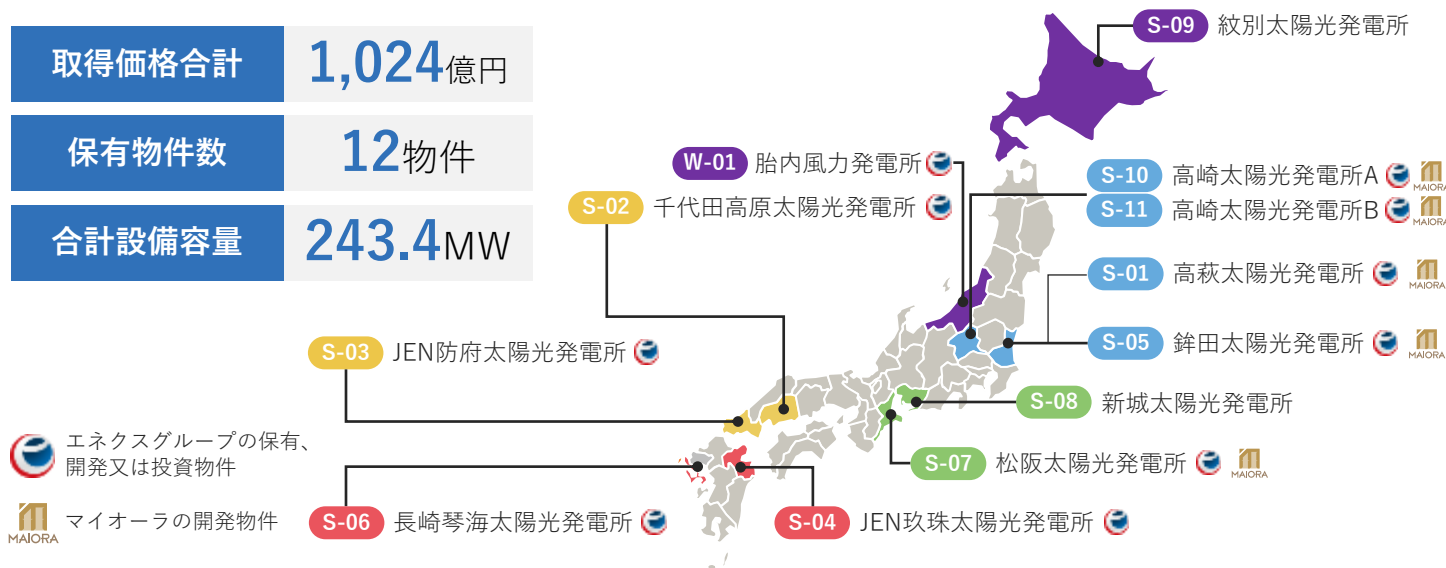 取得価格合計 1,024億円
保有物件数 12物件
合計設備容量 243.4MW
S-09 紋別太陽光発電所
W-01 胎内風力発電所
S-02 千代田高原太陽光発電所
S-10 高崎太陽光発電所A MAIORA
S-11 高崎太陽光発電所B MAIORA
S-01 高萩太陽光発電所 MAIORA
S-03 JEN防府太陽光発電所
S-05 鉾田太陽光発電所 MAIORA
S-08 新城太陽光発電所
エネクスグループの保有、
開発又は投資物件
S-07 松阪太陽光発電所 MAIORA
MAIORA マイオーラの開発物件
S-06 長崎琴海太陽光発電所
S-04 JEN玖珠太陽光発電所